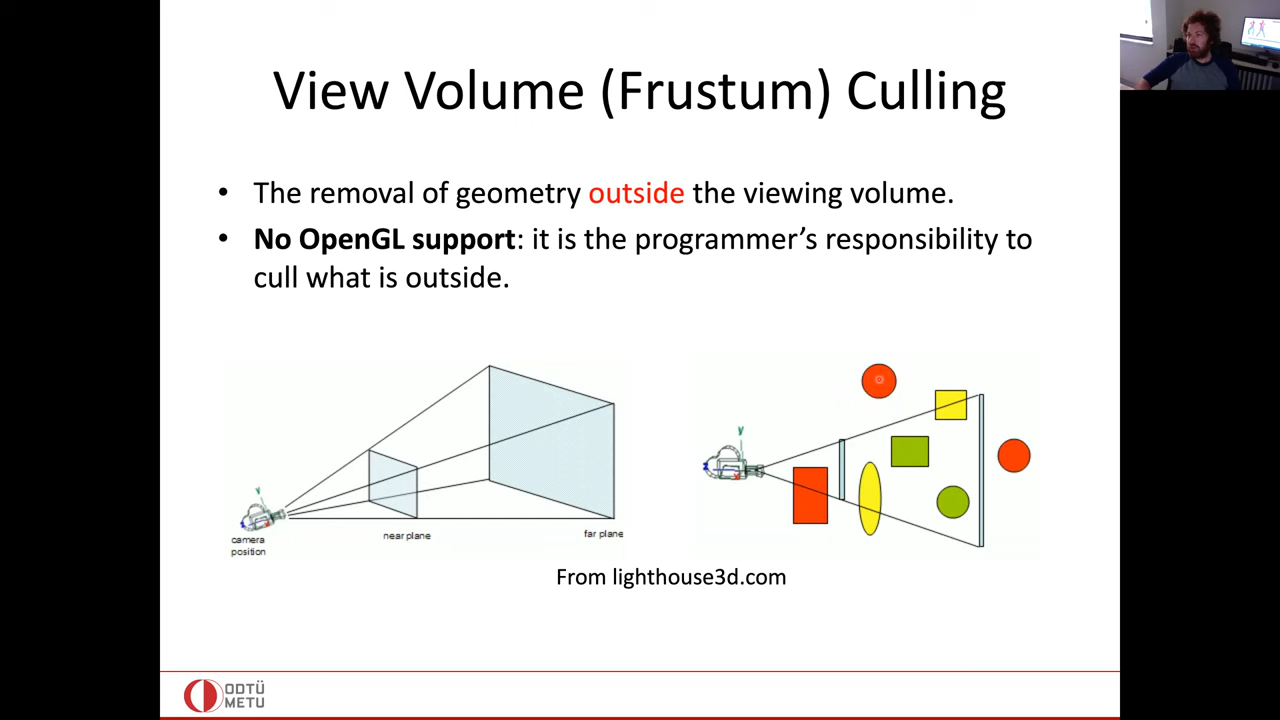 View Volume (Frustum) Culling
• The removal of geometry outside the viewing volume.
• No OpenGL support: it is the programmer's responsibility to
cull what is outside.
camera
position
near plane
far plane
y
y
x
From lighthouse3d.com
ODTÜ
METU